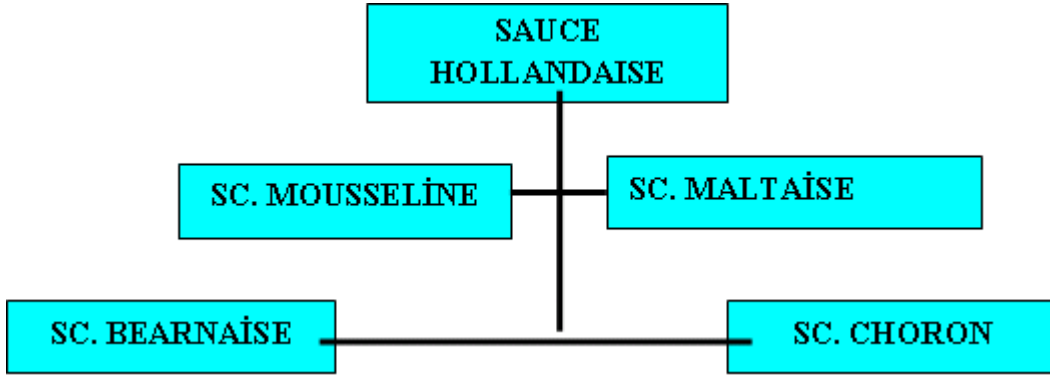 SAUCE
HOLLANDAISE
SC. MOUSSELİNE
SC. MALTAİSE
SC. BEARNAİSE
SC. CHORON